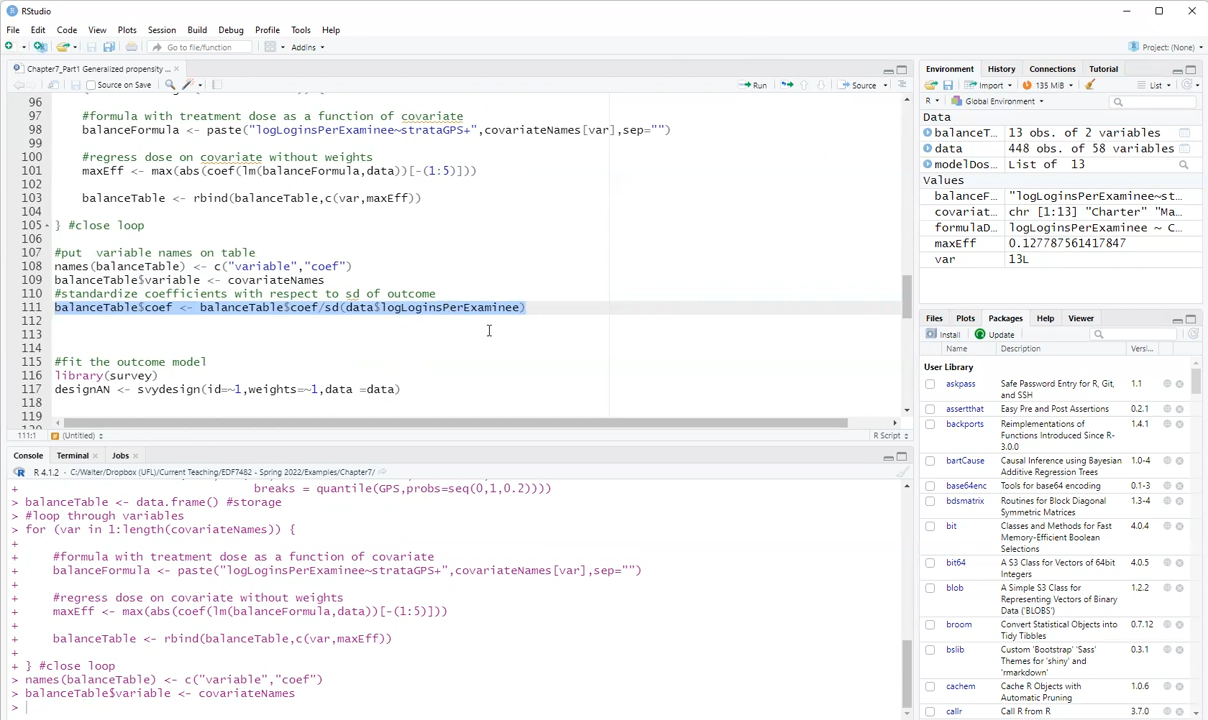 RStudio
File Edit Code View Plots Session Build Debug Profile Tools Help
Go to file/function Addins Project: (None)
Chapter7_Part1 Generalized propensity ...
Source on Save Run Source
96
97 #formula with treatment dose as a function of covariate
98 balanceFormula <- paste("logLoginsPerExaminee~strataGPS+",covariateNames[var],sep="")
99
100 #regress dose on covariate without weights
101 maxEff <- max(abs(coef(lm(balanceFormula,data))[-(1:5)]))
102
103 balanceTable <- rbind(balanceTable,c(var,maxEff))
104
105 } #close loop
106
107 #put  variable names on table
108 names(balanceTable) <- c("variable","coef")
109 balanceTable$variable <- covariateNames
110 #standardize coefficients with respect to sd of outcome
111 balanceTable$coef <- balanceTable$coef/sd(data$logLoginsPerExaminee)
112
113
114
115 #fit the outcome model
116 library(survey)
117 designAN <- svydesign(id=~1,weights=~1,data =data)
118
119
111:1 (Untitled) R Script
Console Terminal Jobs
R 4.1.2 · C:/Walter/Dropbox (UFL)/Current Teaching/EDF7482 - Spring 2022/Examples/Chapter7/
+ breaks = quantile(GPS,probs=seq(0,1,0.2))))
> balanceTable <- data.frame() #storage
> #loop through variables
> for (var in 1:length(covariateNames)) {
+
+ #formula with treatment dose as a function of covariate
+ balanceFormula <- paste("logLoginsPerExaminee~strataGPS+",covariateNames[var],sep="")
+
+ #regress dose on covariate without weights
+ maxEff <- max(abs(coef(lm(balanceFormula,data))[-(1:5)]))
+
+ balanceTable <- rbind(balanceTable,c(var,maxEff))
+
+ } #close loop
> names(balanceTable) <- c("variable","coef")
> balanceTable$variable <- covariateNames
>
Environment History Connections Tutorial
Import 135 MiB List
R Global Environment
Data
balanceT... 13 obs. of 2 variables
data 448 obs. of 58 variables
modelDos... List of 13
Values
balanceF... "logLoginsPerExaminee~st...
covariat... chr [1:13] "Charter" "Ma...
formulaD... logLoginsPerExaminee ~ C...
maxEff 0.127787561417847
var 13L
Files Plots Packages Help Viewer
Install Update
Name Description Versi...
User Library
askpass Safe Password Entry for R, Git, and SSH 1.1
assertthat Easy Pre and Post Assertions 0.2.1
backports Reimplementations of Functions Introduced Since R-3.0.0 1.4.1
bartCause Causal Inference using Bayesian Additive Regression Trees 1.0-4
base64enc Tools for base64 encoding 0.1-3
bdsmatrix Routines for Block Diagonal Symmetric Matrices 1.3-4
bit Classes and Methods for Fast Memory-Efficient Boolean Selections 4.0.4
bit64 A S3 Class for Vectors of 64bit Integers 4.0.5
blob A Simple S3 Class for Representing Vectors of Binary Data ('BLOBS') 1.2.2
broom Convert Statistical Objects into Tidy Tibbles 0.7.12
bslib Custom 'Bootstrap' 'Sass' Themes for 'shiny' and 'rmarkdown' 0.3.1
cachem Cache R Objects with Automatic Pruning 1.0.6
callr Call R from R 3.7.0